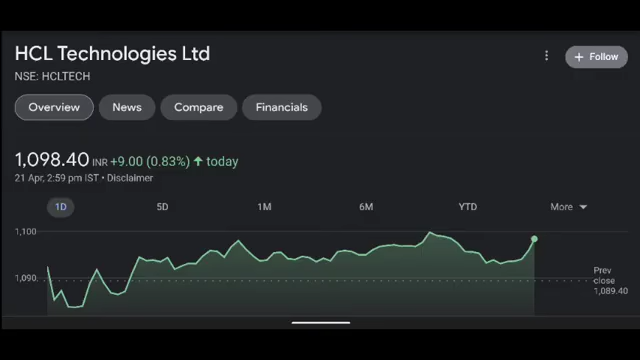 HCL Technologies Ltd
+ Follow
NSE: HCLTECH
Overview News Compare Financials
1,098.40 INR +9.00 (0.83%) ↑ today
21 Apr, 2:59 pm IST • Disclaimer
1D 5D 1M 6M YTD More
1,100
1,090
Prev
close
1,089.40